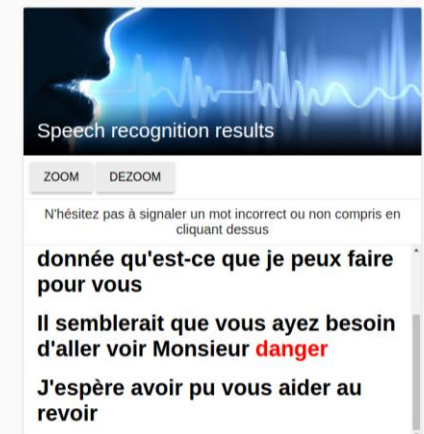 Speech recognition results
ZOOM DEZOOM
N'hésitez pas à signaler un mot incorrect ou non compris en
cliquant dessus
donnée qu'est-ce que je peux faire
pour vous
Il semblerait que vous ayez besoin
d'aller voir Monsieur danger
J'espère avoir pu vous aider au
revoir